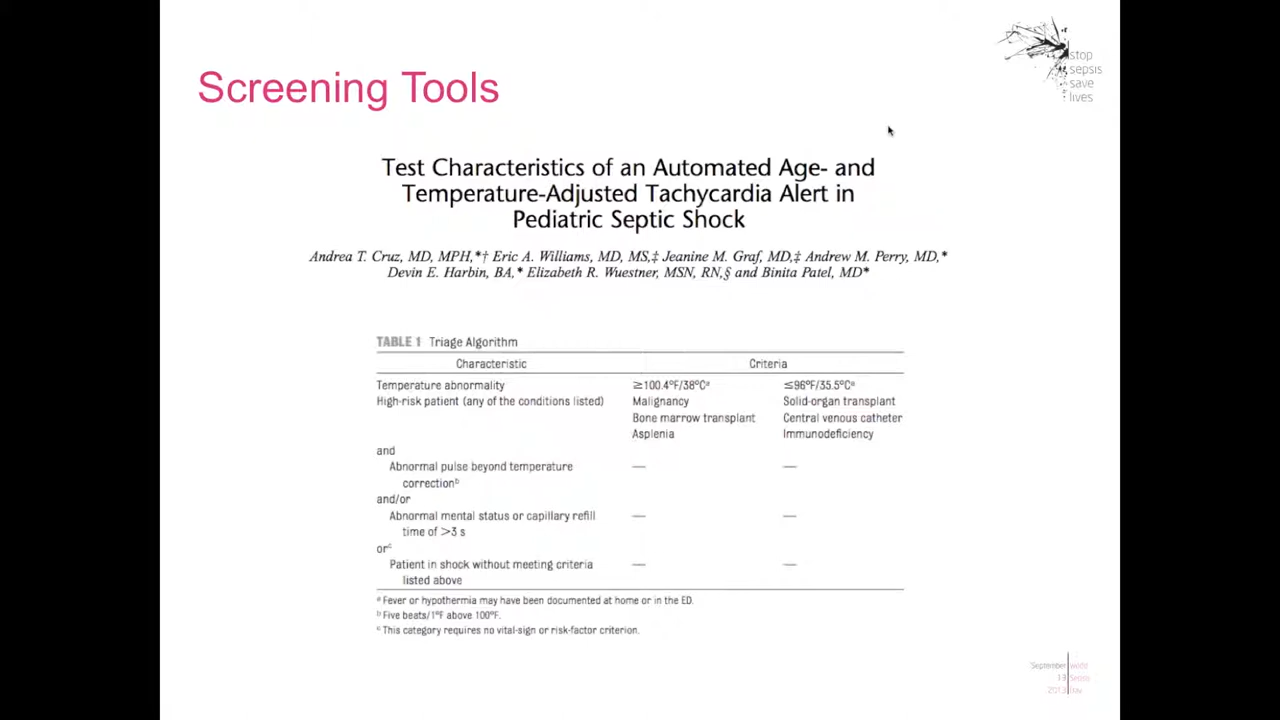 stop
sepsis
save
lives
Screening Tools
Test Characteristics of an Automated Age- and
Temperature-Adjusted Tachycardia Alert in
Pediatric Septic Shock
Andrea T. Cruz, MD, MPH,*† Eric A. Williams, MD, MS,‡ Jeanine M. Graf, MD,‡ Andrew M. Perry, MD,*
Devin E. Harbin, BA,* Elizabeth R. Wuestner, MSN, RN,§ and Binita Patel, MD*
TABLE 1 Triage Algorithm
Characteristic Criteria
Temperature abnormality ≥100.4°F/38°Cᵃ ≤96°F/35.5°Cᵃ
High-risk patient (any of the conditions listed) Malignancy Solid-organ transplant
Bone marrow transplant Central venous catheter
Asplenia Immunodeficiency
and
Abnormal pulse beyond temperature — —
correctionᵇ
and/or
Abnormal mental status or capillary refill — —
time of >3 s
orᶜ
Patient in shock without meeting criteria — —
listed above
ᵃ Fever or hypothermia may have been documented at home or in the ED.
ᵇ Five beats/1°F above 100°F.
ᶜ This category requires no vital-sign or risk-factor criterion.
September World
13 Sepsis
2013 Day